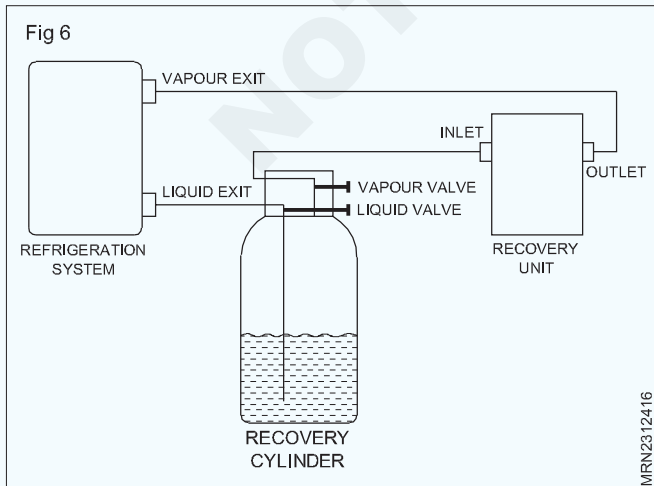 Fig 6
VAPOUR EXIT
INLET
OUTLET
VAPOUR VALVE
LIQUID EXIT
LIQUID VALVE
REFRIGERATION
SYSTEM
RECOVERY
UNIT
RECOVERY
CYLINDER
MRN2312416
NOT